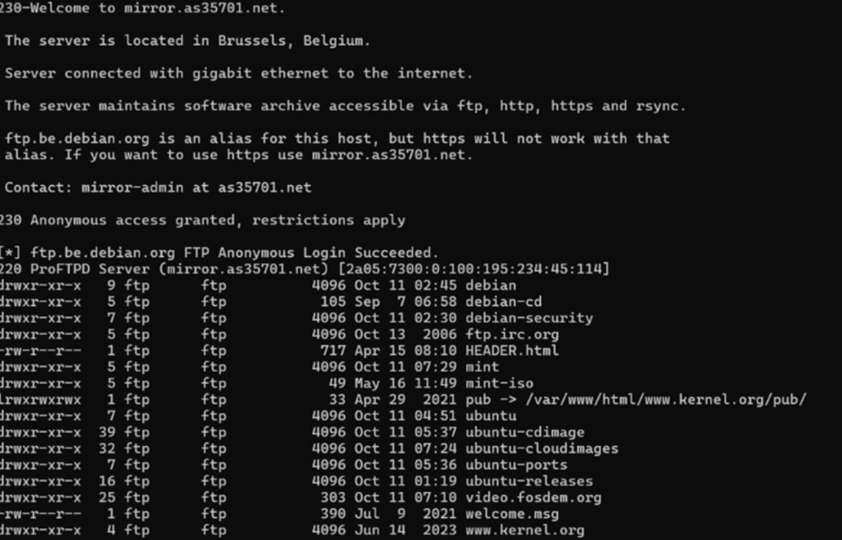 230-Welcome to mirror.as35701.net.
The server is located in Brussels, Belgium.
Server connected with gigabit ethernet to the internet.
The server maintains software archive accessible via ftp, http, https and rsync.
ftp.be.debian.org is an alias for this host, but https will not work with that
alias. If you want to use https use mirror.as35701.net.
Contact: mirror-admin at as35701.net
230 Anonymous access granted, restrictions apply
[*] ftp.be.debian.org FTP Anonymous Login Succeeded.
220 ProFTPD Server (mirror.as35701.net) [2a05:7300:0:100:195:234:45:114]
drwxr-xr-x   9 ftp      ftp          4096 Oct 11 02:45 debian
drwxr-xr-x   5 ftp      ftp           105 Sep  7 06:58 debian-cd
drwxr-xr-x   7 ftp      ftp          4096 Oct 11 02:30 debian-security
drwxr-xr-x   5 ftp      ftp          4096 Oct 13  2006 ftp.irc.org
-rw-r--r--   1 ftp      ftp           717 Apr 15 08:10 HEADER.html
drwxr-xr-x   5 ftp      ftp          4096 Oct 11 07:29 mint
drwxr-xr-x   5 ftp      ftp            49 May 16 11:49 mint-iso
lrwxrwxrwx   1 ftp      ftp            33 Apr 29  2021 pub -> /var/www/html/www.kernel.org/pub/
drwxr-xr-x   7 ftp      ftp          4096 Oct 11 04:51 ubuntu
drwxr-xr-x  39 ftp      ftp          4096 Oct 11 05:37 ubuntu-cdimage
drwxr-xr-x  32 ftp      ftp          4096 Oct 11 07:24 ubuntu-cloudimages
drwxr-xr-x   7 ftp      ftp          4096 Oct 11 05:36 ubuntu-ports
drwxr-xr-x  16 ftp      ftp          4096 Oct 11 01:19 ubuntu-releases
drwxr-xr-x  25 ftp      ftp           303 Oct 11 07:10 video.fosdem.org
-rw-r--r--   1 ftp      ftp           390 Jul  9  2021 welcome.msg
drwxr-xr-x   4 ftp      ftp          4096 Jun 14  2023 www.kernel.org